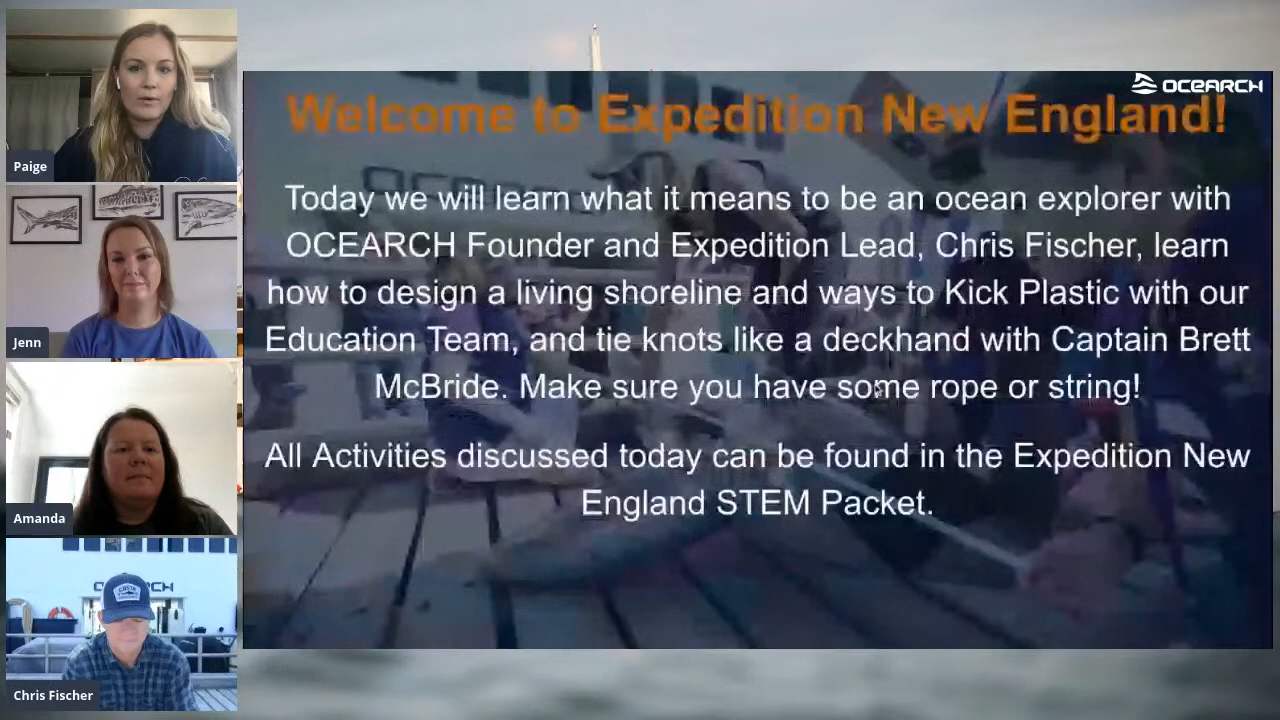 OCEARCH
Welcome to Expedition New England!
Today we will learn what it means to be an ocean explorer with
OCEARCH Founder and Expedition Lead, Chris Fischer, learn
how to design a living shoreline and ways to Kick Plastic with our
Education Team, and tie knots like a deckhand with Captain Brett
McBride. Make sure you have some rope or string!
All Activities discussed today can be found in the Expedition New
England STEM Packet.
Paige
Jenn
Amanda
Chris Fischer